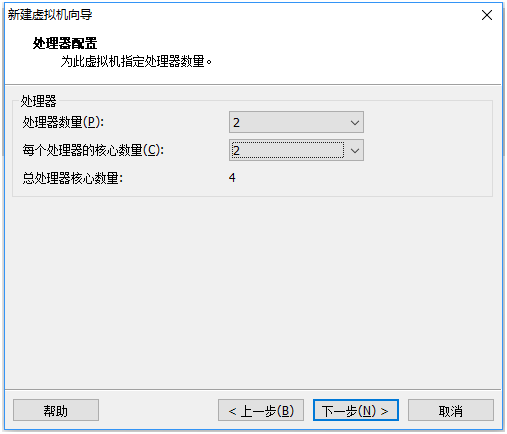 新建虚拟机向导
处理器配置
为此虚拟机指定处理器数量。
处理器
处理器数量(P): 2
每个处理器的核心数量(C): 2
总处理器核心数量: 4
帮助 < 上一步(B) 下一步(N) > 取消